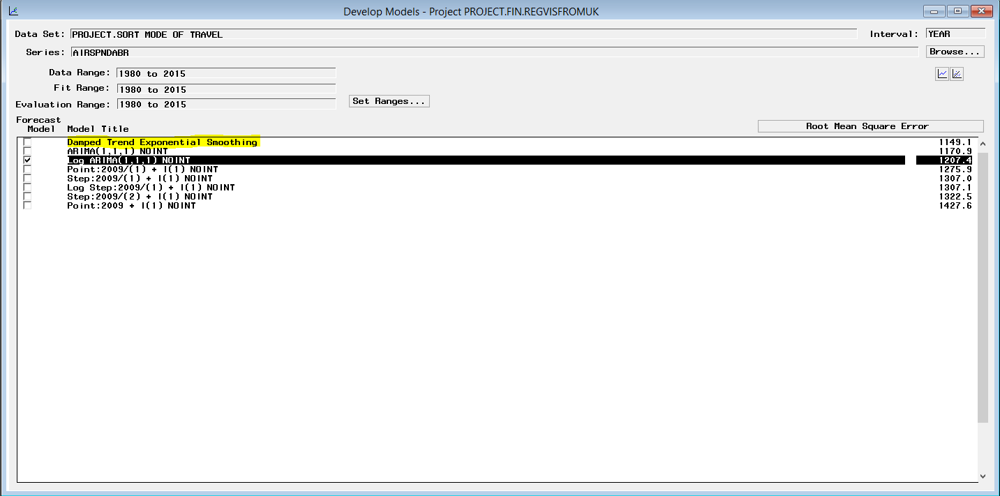 Develop Models - Project PROJECT.FIN.REGVISFROMUK
Data Set: PROJECT.SORT MODE OF TRAVEL Interval: YEAR
Series: AIRSPNDABR Browse...
Data Range: 1980 to 2015
Fit Range: 1980 to 2015
Evaluation Range: 1980 to 2015 Set Ranges...
Forecast
Model Model Title Root Mean Square Error
Damped Trend Exponential Smoothing 1149.1
ARIMA(1,1,1) NOINT 1170.9
Log ARIMA(1,1,1) NOINT 1207.4
Point:2009/(1) + I(1) NOINT 1275.9
Step:2009/(1) + I(1) NOINT 1307.0
Log Step:2009/(1) + I(1) NOINT 1307.1
Step:2009/(2) + I(1) NOINT 1322.5
Point:2009 + I(1) NOINT 1427.6